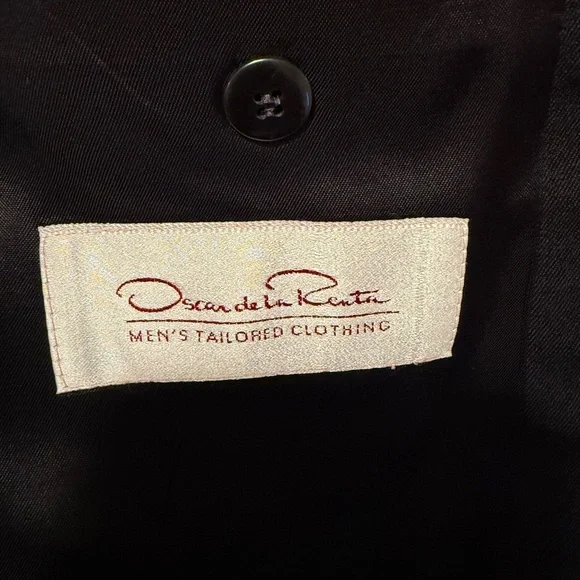 Oscar de la Renta
MEN'S TAILORED CLOTHING